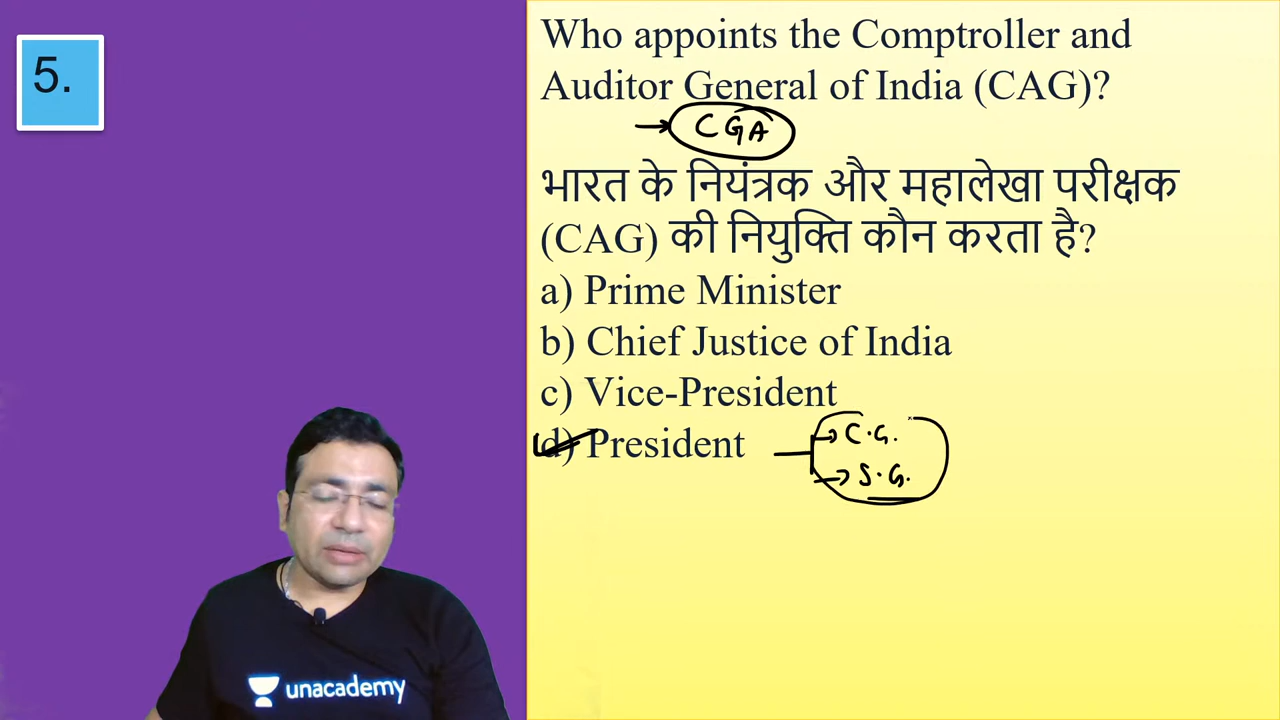 5.
Who appoints the Comptroller and
Auditor General of India (CAG)?
CGA
भारत के नियंत्रक और महालेखा परीक्षक
(CAG) की नियुक्ति कौन करता है?
a) Prime Minister
b) Chief Justice of India
c) Vice-President
d) President
C.G.
S.G.
unacademy